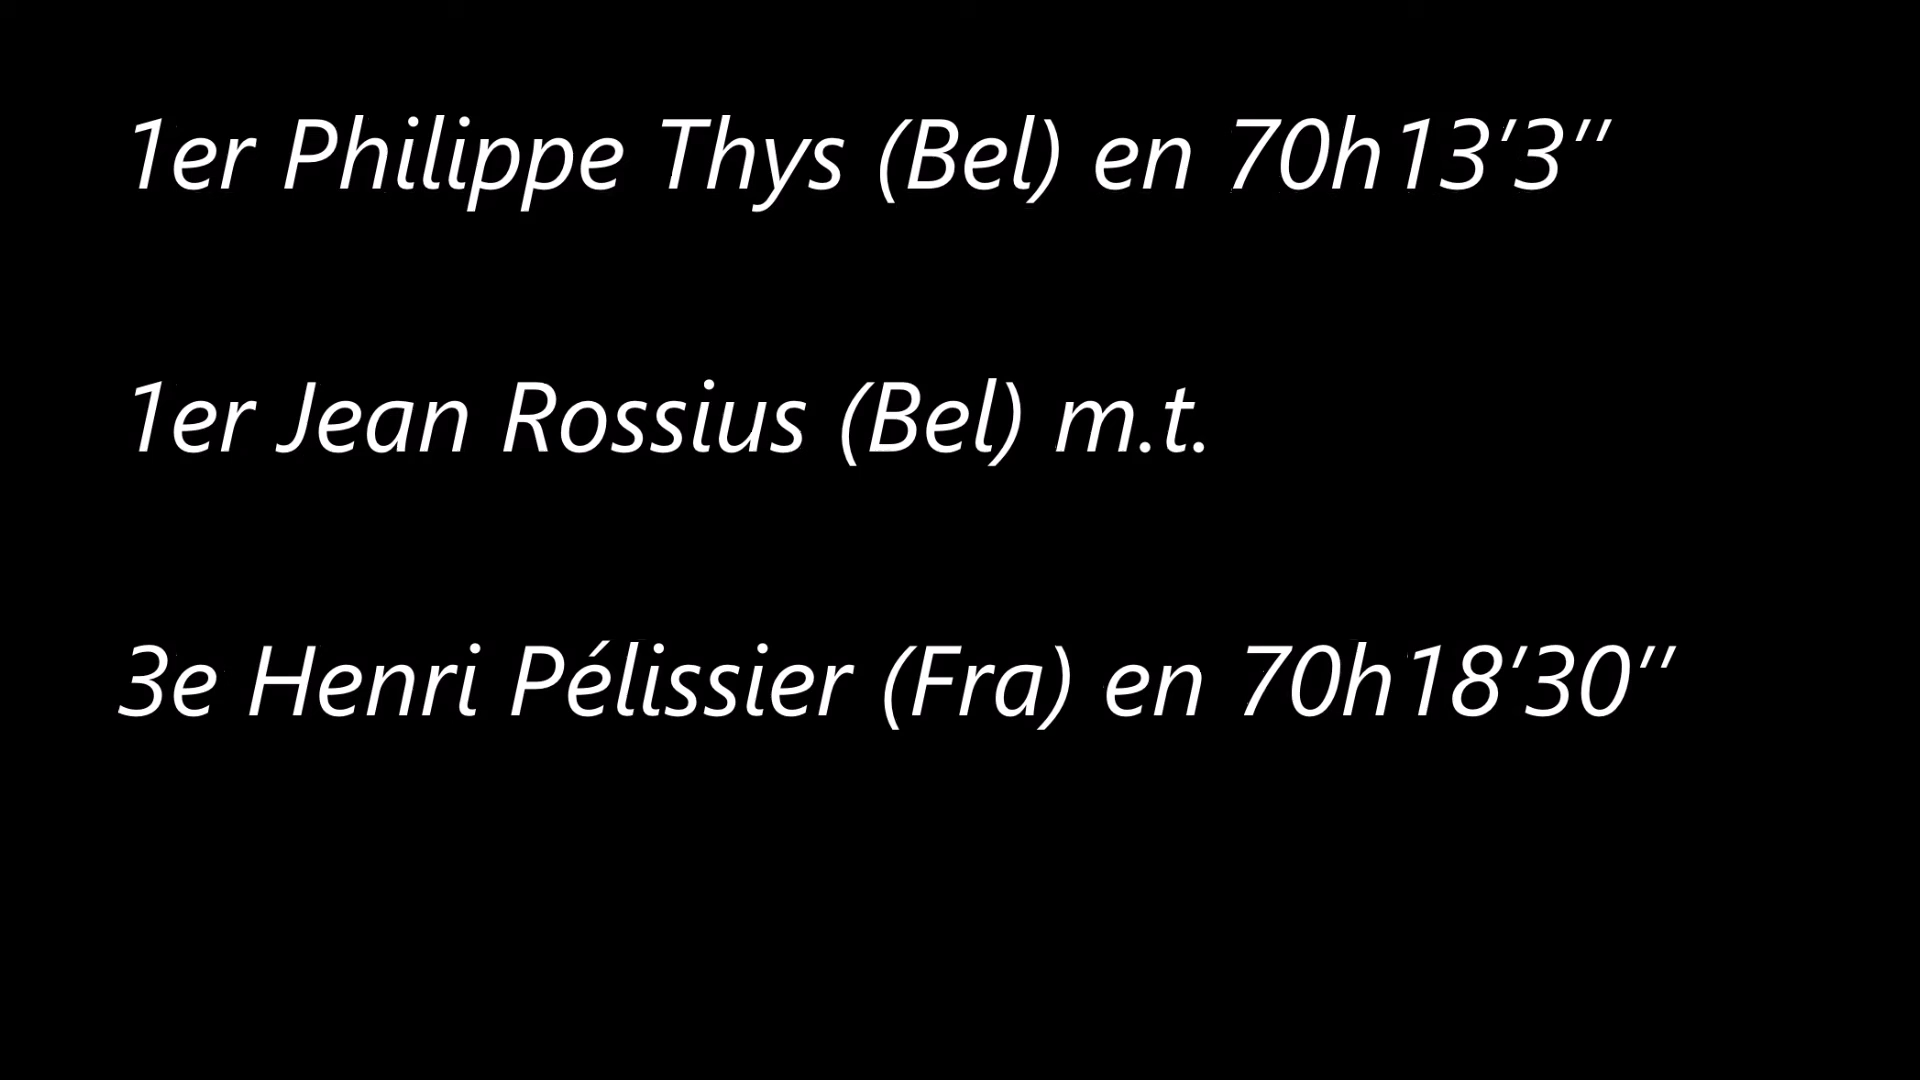 1er Philippe Thys (Bel) en 70h13’3’’
1er Jean Rossius (Bel) m.t.
3e Henri Pélissier (Fra) en 70h18’30’’